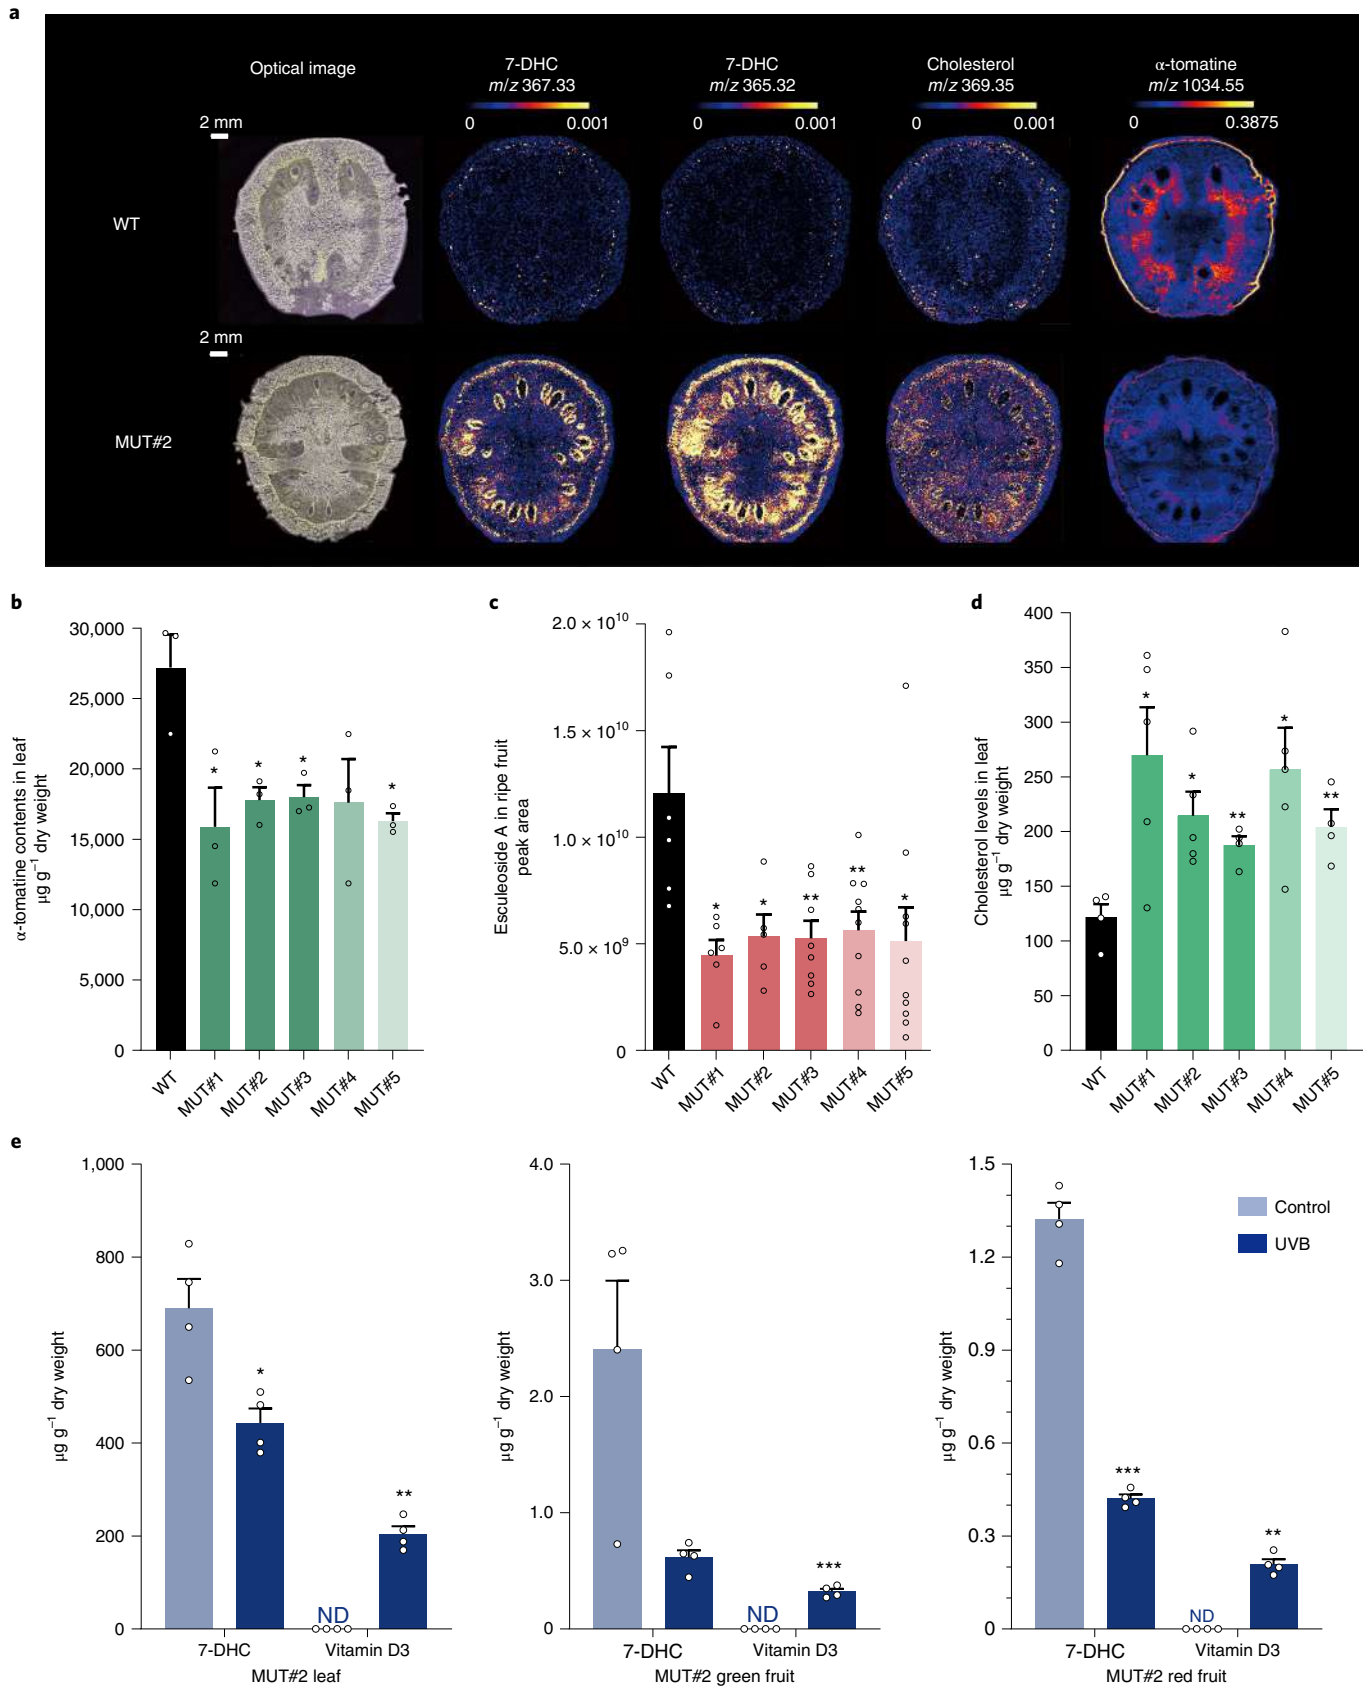 a
Optical image
7-DHC
m/z 367.33
7-DHC
m/z 365.32
Cholesterol
m/z 369.35
α-tomatine
m/z 1034.55
0 0.001
0 0.001
0 0.001
0 0.3875
2 mm
WT
2 mm
MUT#2
b
α-tomatine contents in leaf
µg g⁻¹ dry weight
30,000
25,000
20,000
15,000
10,000
5,000
0
* * * *
WT MUT#1 MUT#2 MUT#3 MUT#4 MUT#5
c
Esculeoside A in ripe fruit
peak area
2.0 × 10¹⁰
1.5 × 10¹⁰
1.0 × 10¹⁰
5.0 × 10⁹
0
* * ** ** *
WT MUT#1 MUT#2 MUT#3 MUT#4 MUT#5
d
Cholesterol levels in leaf
µg g⁻¹ dry weight
400
350
300
250
200
150
100
50
0
* * ** * **
WT MUT#1 MUT#2 MUT#3 MUT#4 MUT#5
e
µg g⁻¹ dry weight
1,000
800
600
400
200
0
* **
ND
7-DHC Vitamin D3
MUT#2 leaf
µg g⁻¹ dry weight
4.0
3.0
2.0
1.0
0
***
ND
7-DHC Vitamin D3
MUT#2 green fruit
µg g⁻¹ dry weight
1.5
1.2
0.9
0.6
0.3
0
*** **
ND
7-DHC Vitamin D3
MUT#2 red fruit
Control
UVB